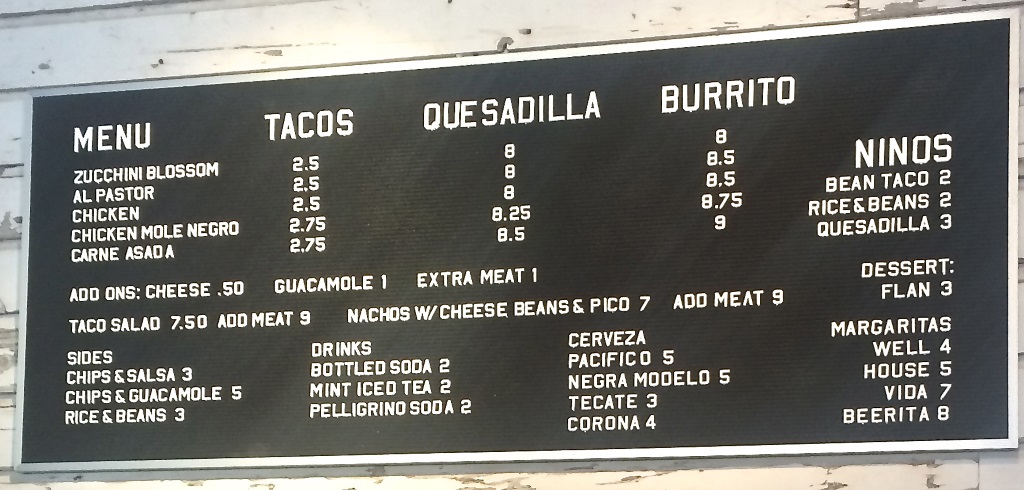 MENU TACOS QUESADILLA BURRITO
ZUCCHINI BLOSSOM 2.5 8 8
AL PASTOR 2.5 8 8.5
CHICKEN 2.5 8 8.5
CHICKEN MOLE NEGRO 2.75 8.25 8.75
CARNE ASADA 2.75 8.5 9
NINOS
BEAN TACO 2
RICE & BEANS 2
QUESADILLA 3
ADD ONS: CHEESE .50 GUACAMOLE 1 EXTRA MEAT 1
TACO SALAD 7.50 ADD MEAT 9 NACHOS W/CHEESE, BEANS & PICO 7 ADD MEAT 9
DESSERT:
FLAN 3
SIDES
CHIPS & SALSA 3
CHIPS & GUACAMOLE 5
RICE & BEANS 3
DRINKS
BOTTLED SODA 2
MINT ICED TEA 2
PELLIGRINO SODA 2
CERVEZA
PACIFICO 5
NEGRA MODELO 5
TECATE 3
CORONA 4
MARGARITAS
WELL 4
HOUSE 5
VIDA 7
BEERITA 8